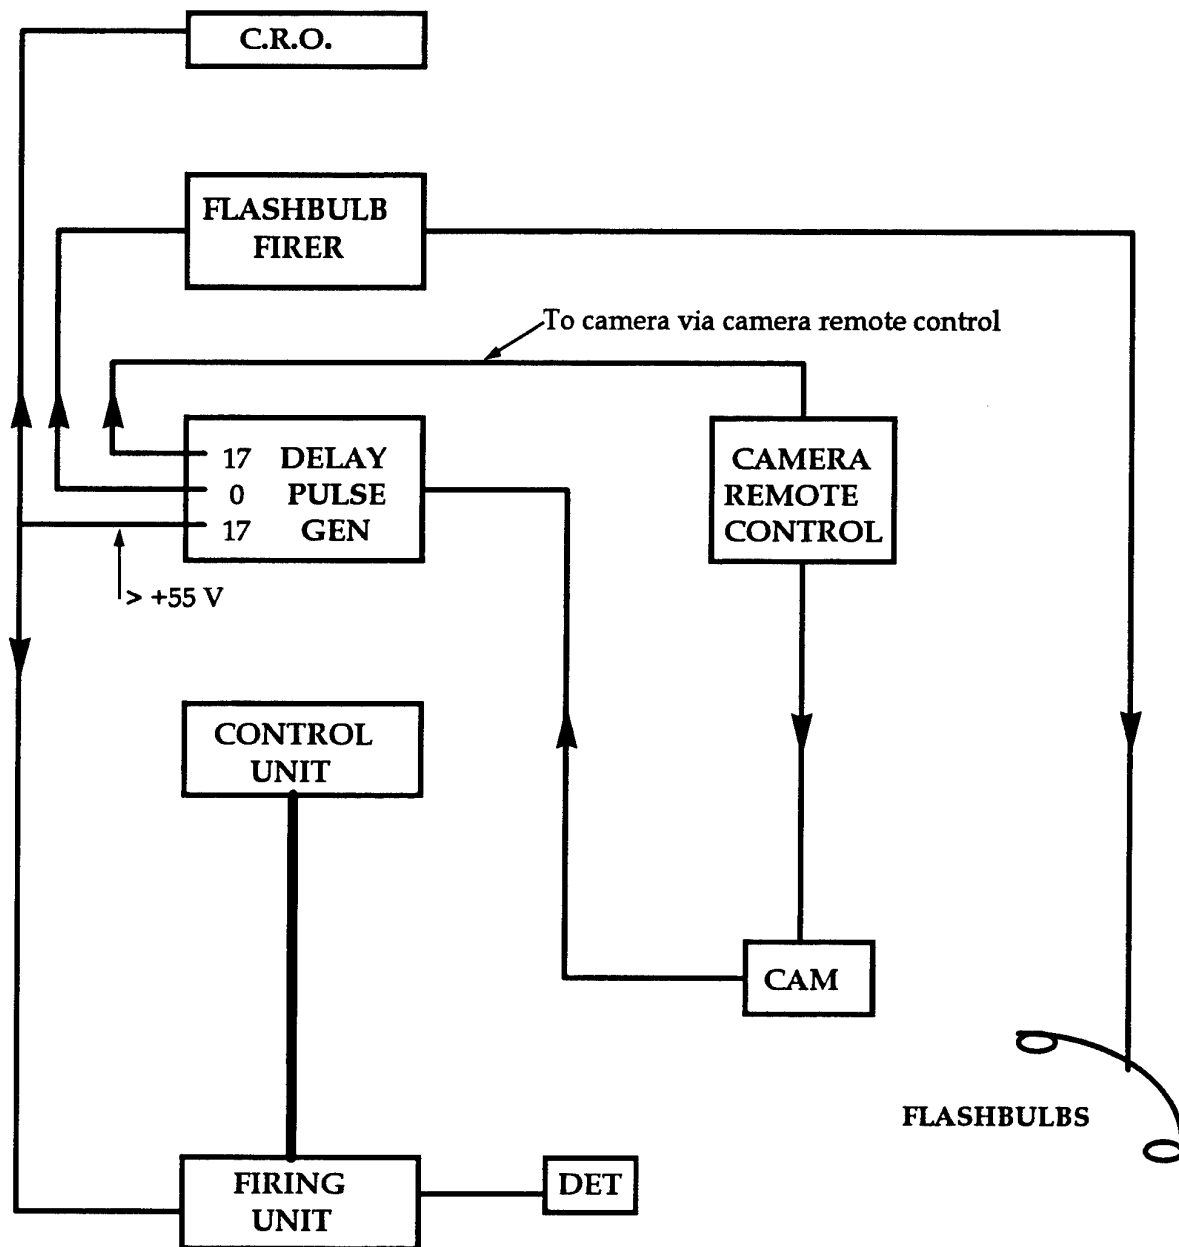 C.R.O.
FLASHBULB
FIRER
To camera via camera remote control
17 DELAY
0 PULSE
17 GEN
CAMERA
REMOTE
CONTROL
> +55 V
CONTROL
UNIT
CAM
FLASHBULBS
FIRING
UNIT
DET